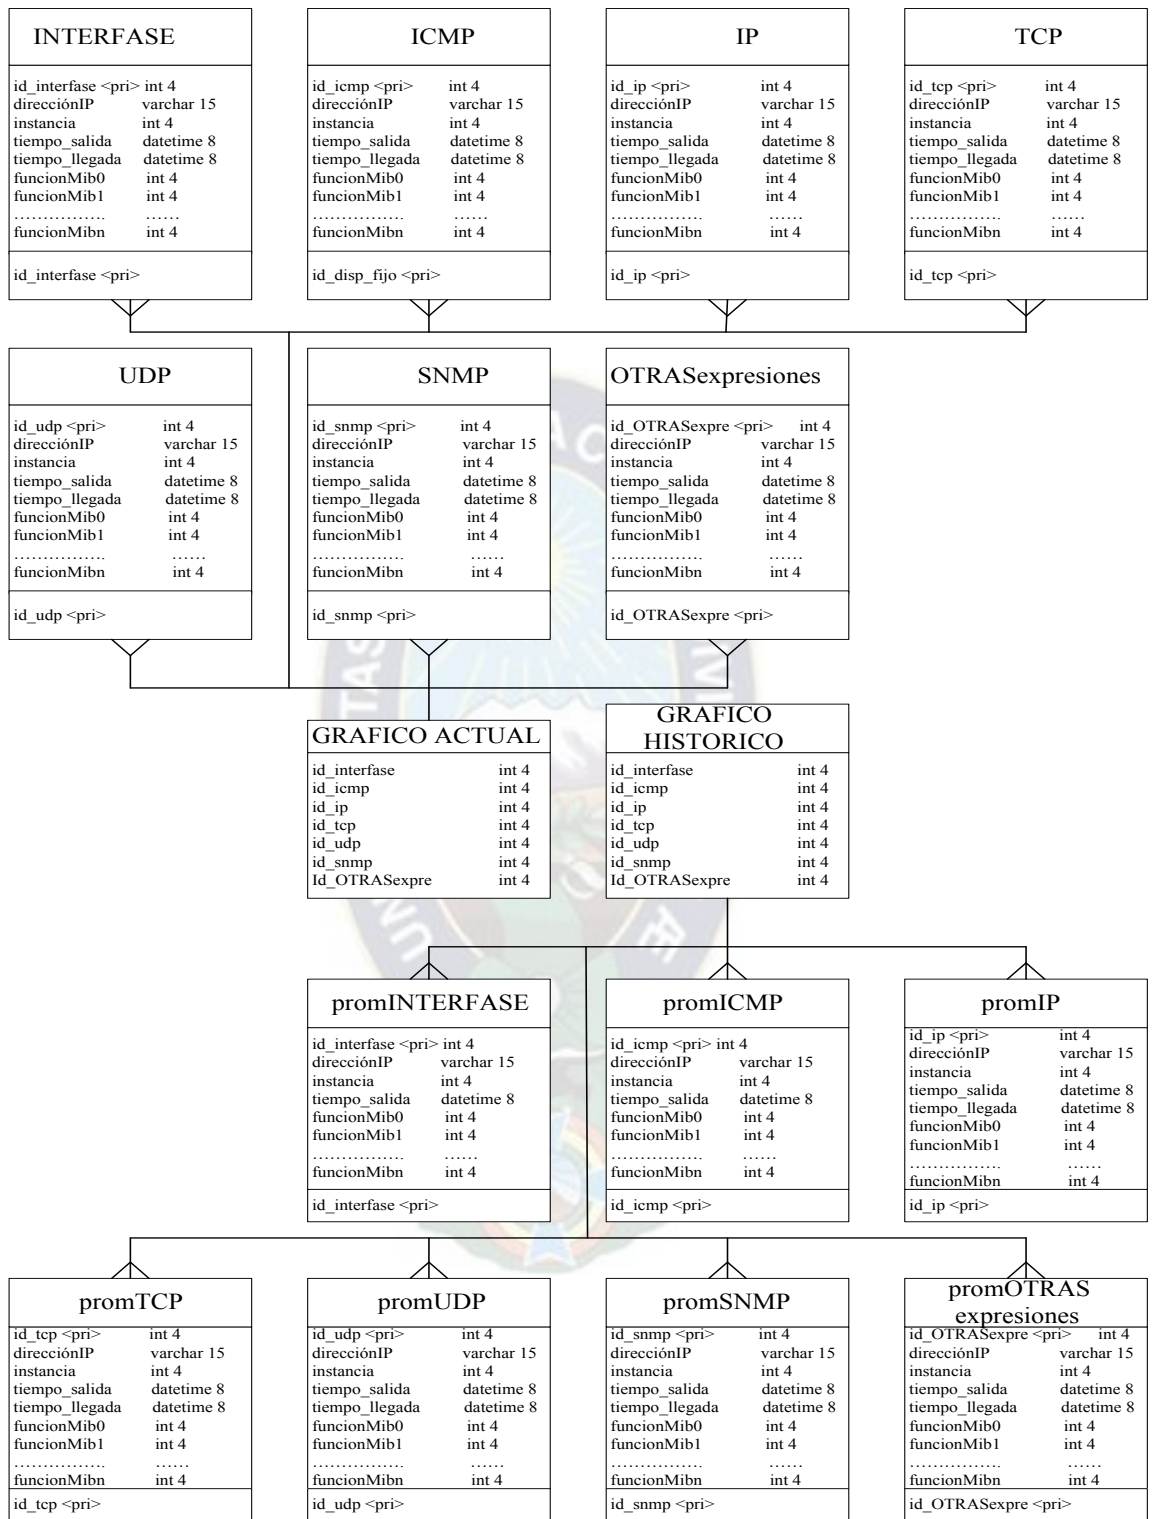 INTERFASE
id_interfase <pri> int 4
direcciónIP varchar 15
instancia int 4
tiempo_salida datetime 8
tiempo_llegada datetime 8
funcionMib0 int 4
funcionMib1 int 4
……………. ……
funcionMibn int 4
id_interfase <pri>
ICMP
id_icmp <pri> int 4
direcciónIP varchar 15
instancia int 4
tiempo_salida datetime 8
tiempo_llegada datetime 8
funcionMib0 int 4
funcionMib1 int 4
……………. ……
funcionMibn int 4
id_disp_fijo <pri>
IP
id_ip <pri> int 4
direcciónIP varchar 15
instancia int 4
tiempo_salida datetime 8
tiempo_llegada datetime 8
funcionMib0 int 4
funcionMib1 int 4
……………. ……
funcionMibn int 4
id_ip <pri>
TCP
id_tcp <pri> int 4
direcciónIP varchar 15
instancia int 4
tiempo_salida datetime 8
tiempo_llegada datetime 8
funcionMib0 int 4
funcionMib1 int 4
……………. ……
funcionMibn int 4
id_tcp <pri>
UDP
id_udp <pri> int 4
direcciónIP varchar 15
instancia int 4
tiempo_salida datetime 8
tiempo_llegada datetime 8
funcionMib0 int 4
funcionMib1 int 4
……………. ……
funcionMibn int 4
id_udp <pri>
SNMP
id_snmp <pri> int 4
direcciónIP varchar 15
instancia int 4
tiempo_salida datetime 8
tiempo_llegada datetime 8
funcionMib0 int 4
funcionMib1 int 4
……………. ……
funcionMibn int 4
id_snmp <pri>
OTRASexpresiones
id_OTRASexpre <pri> int 4
direcciónIP varchar 15
instancia int 4
tiempo_salida datetime 8
tiempo_llegada datetime 8
funcionMib0 int 4
funcionMib1 int 4
……………. ……
funcionMibn int 4
id_OTRASexpre <pri>
GRAFICO ACTUAL
id_interfase int 4
id_icmp int 4
id_ip int 4
id_tcp int 4
id_udp int 4
id_snmp int 4
Id_OTRASexpre int 4
GRAFICO
HISTORICO
id_interfase int 4
id_icmp int 4
id_ip int 4
id_tcp int 4
id_udp int 4
id_snmp int 4
Id_OTRASexpre int 4
promINTERFASE
id_interfase <pri> int 4
direcciónIP varchar 15
instancia int 4
tiempo_salida datetime 8
funcionMib0 int 4
funcionMib1 int 4
……………. ……
funcionMibn int 4
id_interfase <pri>
promICMP
id_icmp <pri> int 4
direcciónIP varchar 15
instancia int 4
tiempo_salida datetime 8
funcionMib0 int 4
funcionMib1 int 4
……………. ……
funcionMibn int 4
id_icmp <pri>
promIP
id_ip <pri> int 4
direcciónIP varchar 15
instancia int 4
tiempo_salida datetime 8
tiempo_llegada datetime 8
funcionMib0 int 4
funcionMib1 int 4
……………. ……
funcionMibn int 4
id_ip <pri>
promTCP
id_tcp <pri> int 4
direcciónIP varchar 15
instancia int 4
tiempo_salida datetime 8
tiempo_llegada datetime 8
funcionMib0 int 4
funcionMib1 int 4
……………. ……
funcionMibn int 4
id_tcp <pri>
promUDP
id_udp <pri> int 4
direcciónIP varchar 15
instancia int 4
tiempo_salida datetime 8
tiempo_llegada datetime 8
funcionMib0 int 4
funcionMib1 int 4
……………. ……
funcionMibn int 4
id_udp <pri>
promSNMP
id_snmp <pri> int 4
direcciónIP varchar 15
instancia int 4
tiempo_salida datetime 8
tiempo_llegada datetime 8
funcionMib0 int 4
funcionMib1 int 4
……………. ……
funcionMibn int 4
id_snmp <pri>
promOTRAS
expresiones
id_OTRASexpre <pri> int 4
direcciónIP varchar 15
instancia int 4
tiempo_salida datetime 8
tiempo_llegada datetime 8
funcionMib0 int 4
funcionMib1 int 4
……………. ……
funcionMibn int 4
id_OTRASexpre <pri>